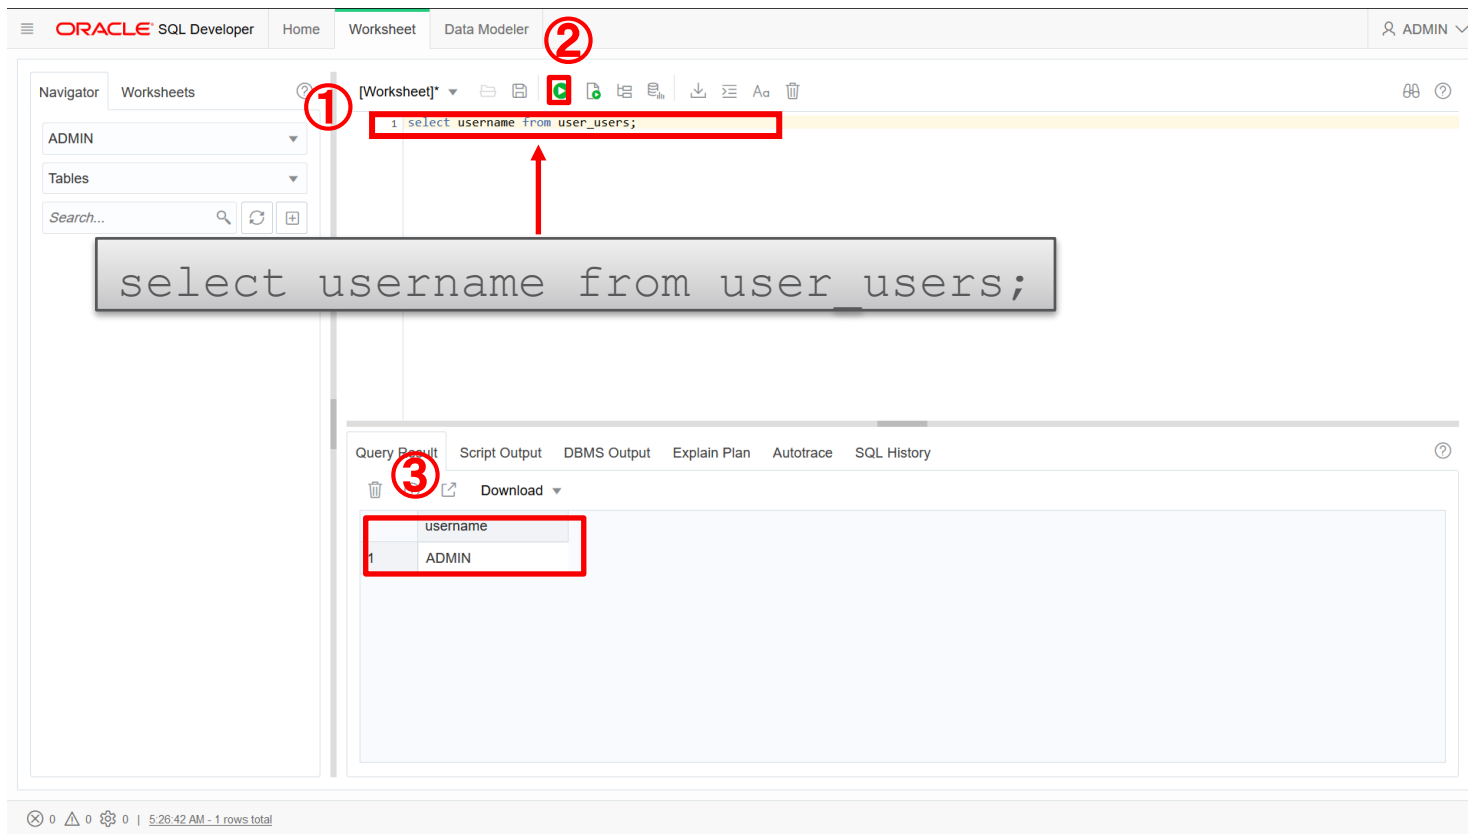 ORACLE SQL Developer Home Worksheet Data Modeler ② ADMIN
Navigator Worksheets ① [Worksheet]* Aa
1 select username from user_users;
ADMIN
Tables
Search...
select username from user_users;
Query Result Script Output DBMS Output Explain Plan Autotrace SQL History
③ Download
username
1 ADMIN
0 0 0 | 5:26:42 AM - 1 rows total